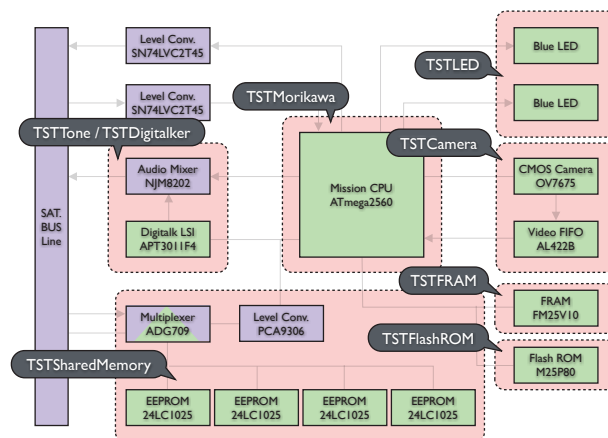 Level Conv.
SN74LVC2T45
Blue LED
TSTLED
Level Conv.
SN74LVC2T45
TSTMorikawa
Blue LED
TSTTone / TSTDigitalker
TSTCamera
Audio Mixer
NJM8202
Mission CPU
ATmega2560
CMOS Camera
OV7675
SAT.
BUS
Line
Digitalk LSI
APT3011F4
Video FIFO
AL422B
TSTFRAM
Multiplexer
ADG709
Level Conv.
PCA9306
FRAM
FM25V10
TSTFlashROM
TSTSharedMemory
Flash ROM
M25P80
EEPROM
24LC1025
EEPROM
24LC1025
EEPROM
24LC1025
EEPROM
24LC1025